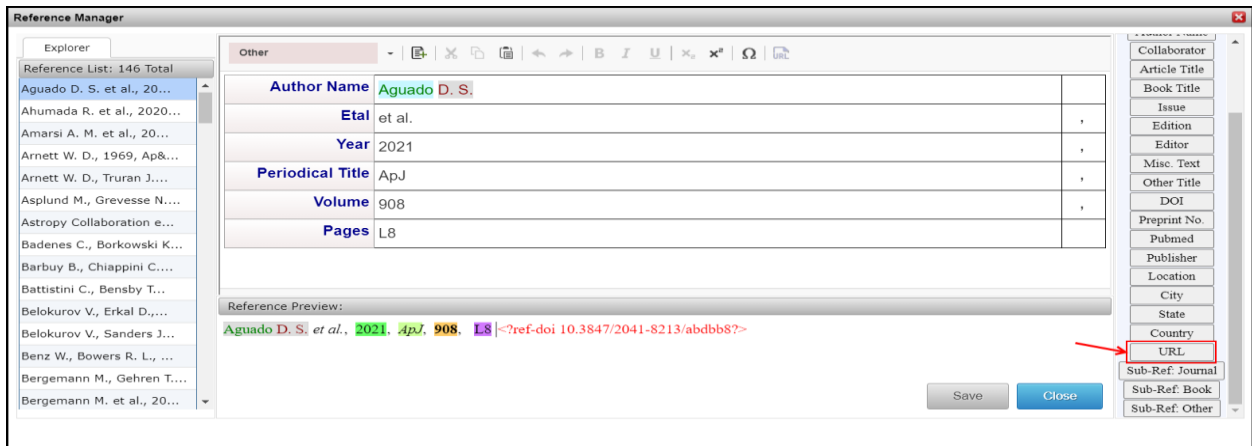 Reference Manager
Explorer
Reference List: 146 Total
Aguado D. S. et al., 20...
Ahumada R. et al., 2020...
Amarsi A. M. et al., 20...
Arnett W. D., 1969, Ap&...
Arnett W. D., Truran J....
Asplund M., Grevesse N....
Astropy Collaboration e...
Badenes C., Borkowski K...
Barbuy B., Chiappini C....
Battistini C., Bensby T...
Belokurov V., Erkal D.,...
Belokurov V., Sanders J...
Benz W., Bowers R. L., ...
Bergemann M., Gehren T....
Bergemann M. et al., 20...
Other
B I U x x Ω URL
Author Name Aguado D. S.
Etal et al. ,
Year 2021 ,
Periodical Title ApJ ,
Volume 908 ,
Pages L8
Reference Preview:
Aguado D. S. et al., 2021, ApJ, 908, L8 <?ref-doi 10.3847/2041-8213/abdbb8?>
Save Close
Author Name
Collaborator
Article Title
Book Title
Issue
Edition
Editor
Misc. Text
Other Title
DOI
Preprint No.
Pubmed
Publisher
Location
City
State
Country
URL
Sub-Ref: Journal
Sub-Ref: Book
Sub-Ref: Other